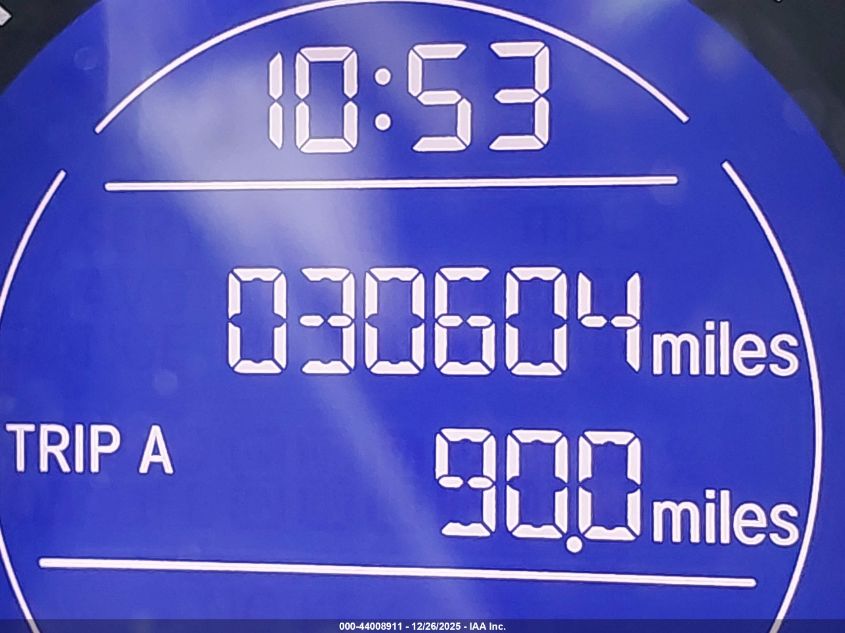 10:53
030604 miles
TRIP A 90.0 miles
000-44008911 - 12/26/2025 - IAA Inc.